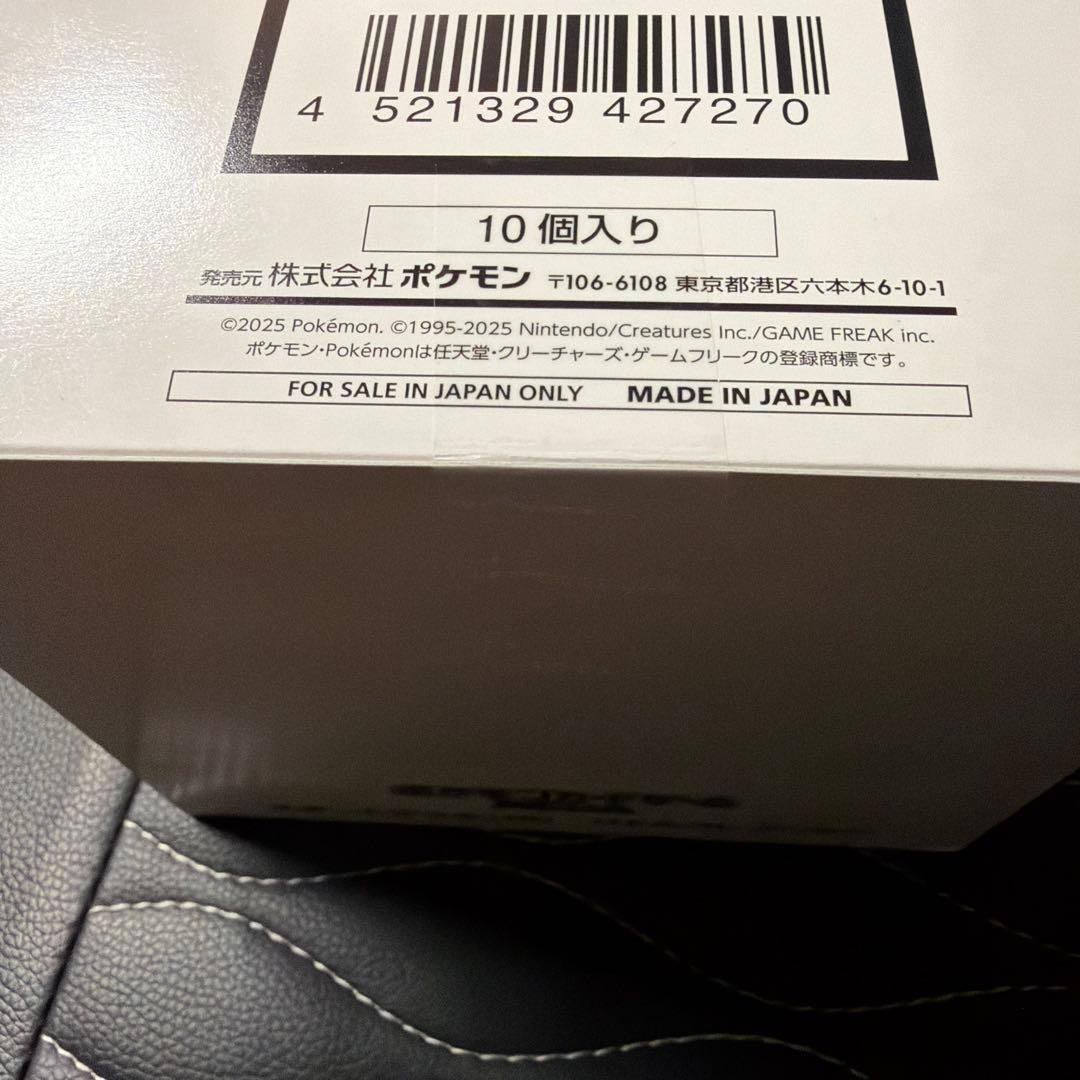 4 521329 427270
10個入り
発売元 株式会社 ポケモン 〒106-6108 東京都港区六本木6-10-1
©2025 Pokémon. ©1995-2025 Nintendo/Creatures Inc./GAME FREAK inc.
ポケモン・Pokémonは任天堂・クリーチャーズ・ゲームフリークの登録商標です。
FOR SALE IN JAPAN ONLY MADE IN JAPAN